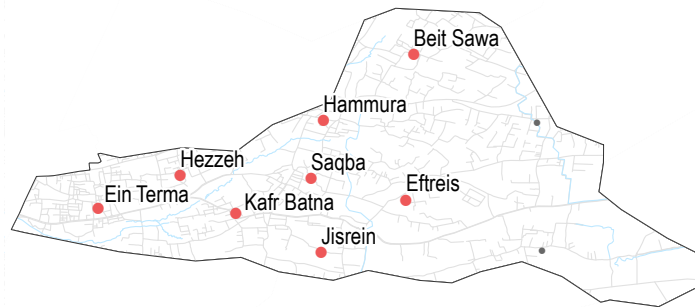 Beit Sawa
Hammura
Hezzeh
Saqba
Ein Terma
Kafr Batna
Eftreis
Jisrein